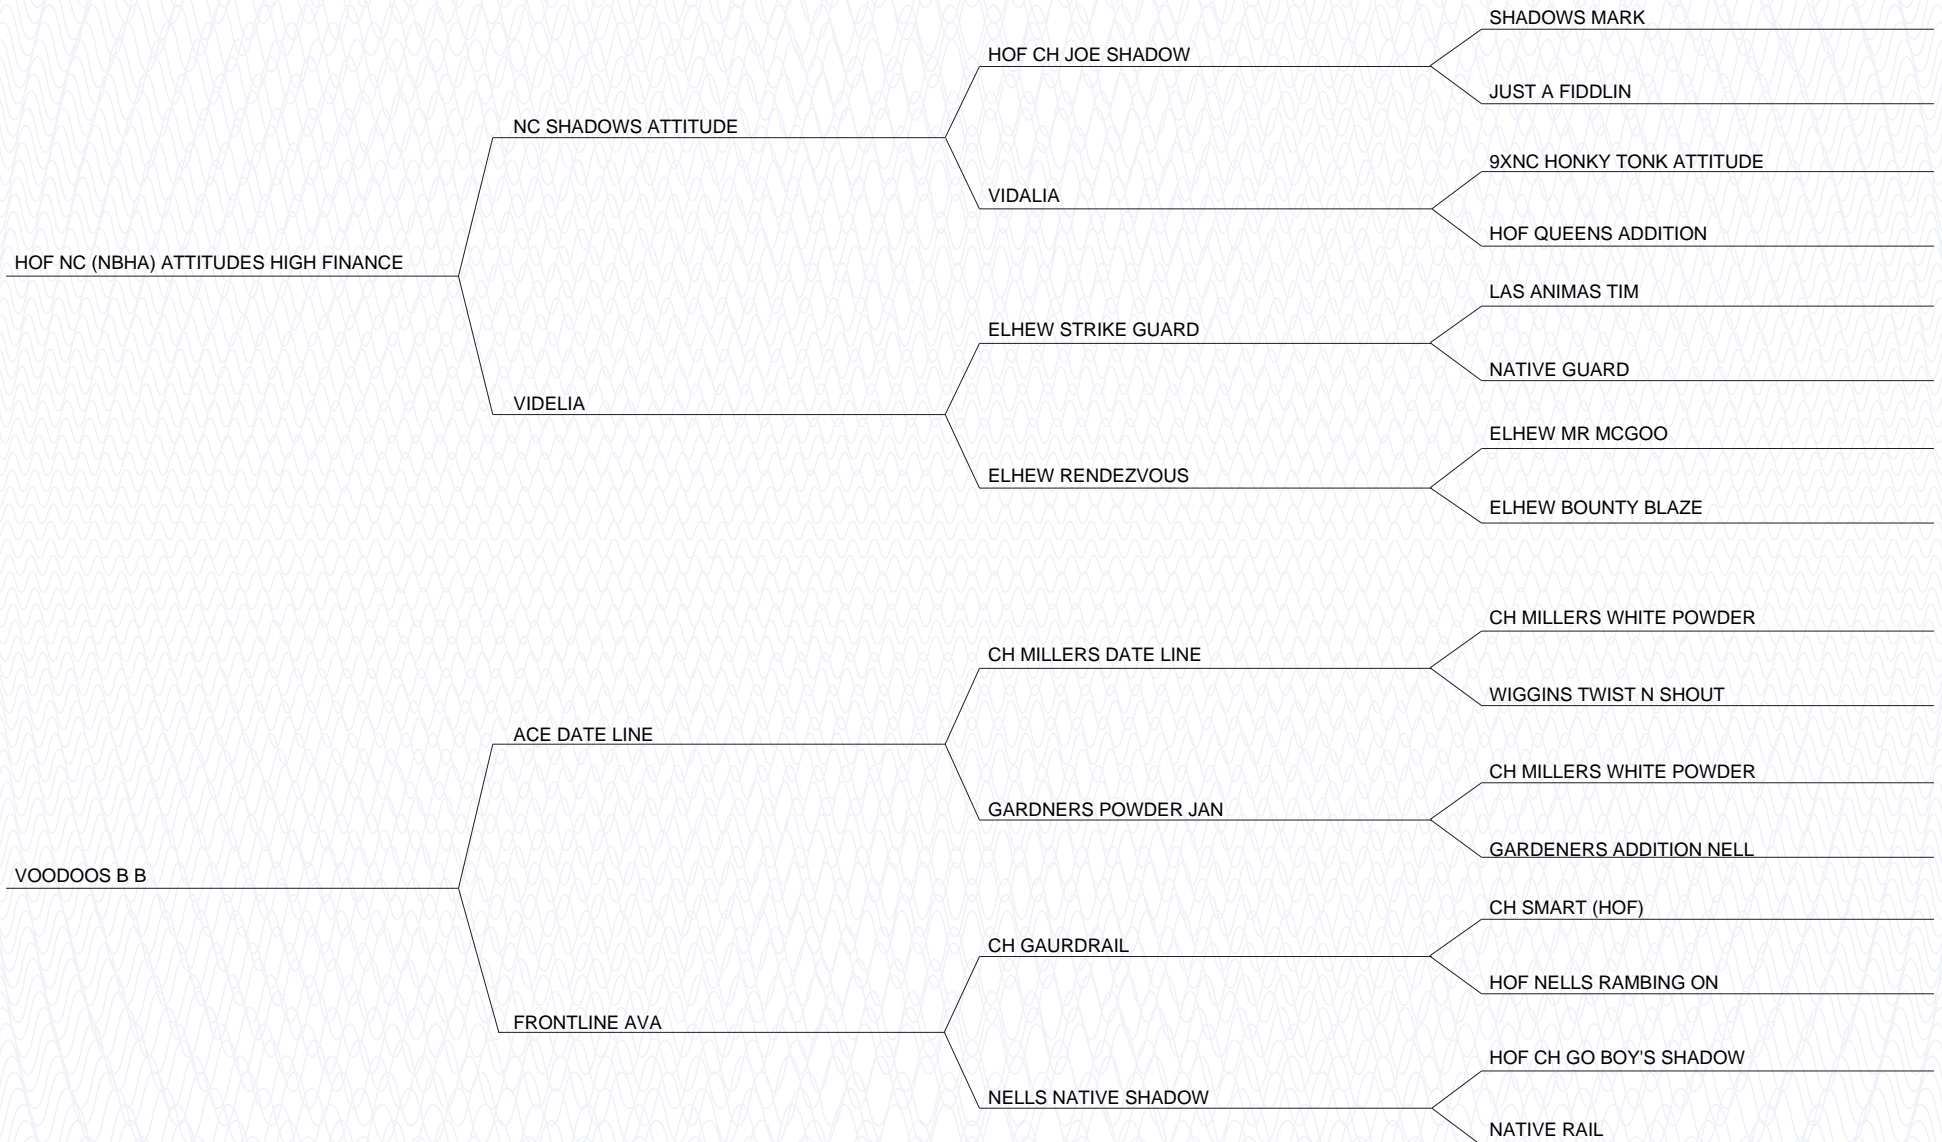 SHADOWS MARK
HOF CH JOE SHADOW
JUST A FIDDLIN
NC SHADOWS ATTITUDE
9XNC HONKY TONK ATTITUDE
VIDALIA
HOF QUEENS ADDITION
HOF NC (NBHA) ATTITUDES HIGH FINANCE
LAS ANIMAS TIM
ELHEW STRIKE GUARD
NATIVE GUARD
VIDELIA
ELHEW MR MCGOO
ELHEW RENDEZVOUS
ELHEW BOUNTY BLAZE
CH MILLERS WHITE POWDER
CH MILLERS DATE LINE
WIGGINS TWIST N SHOUT
ACE DATE LINE
CH MILLERS WHITE POWDER
GARDNERS POWDER JAN
GARDENERS ADDITION NELL
VOODOOS B B
CH SMART (HOF)
CH GAURDRAIL
HOF NELLS RAMBING ON
FRONTLINE AVA
HOF CH GO BOY'S SHADOW
NELLS NATIVE SHADOW
NATIVE RAIL